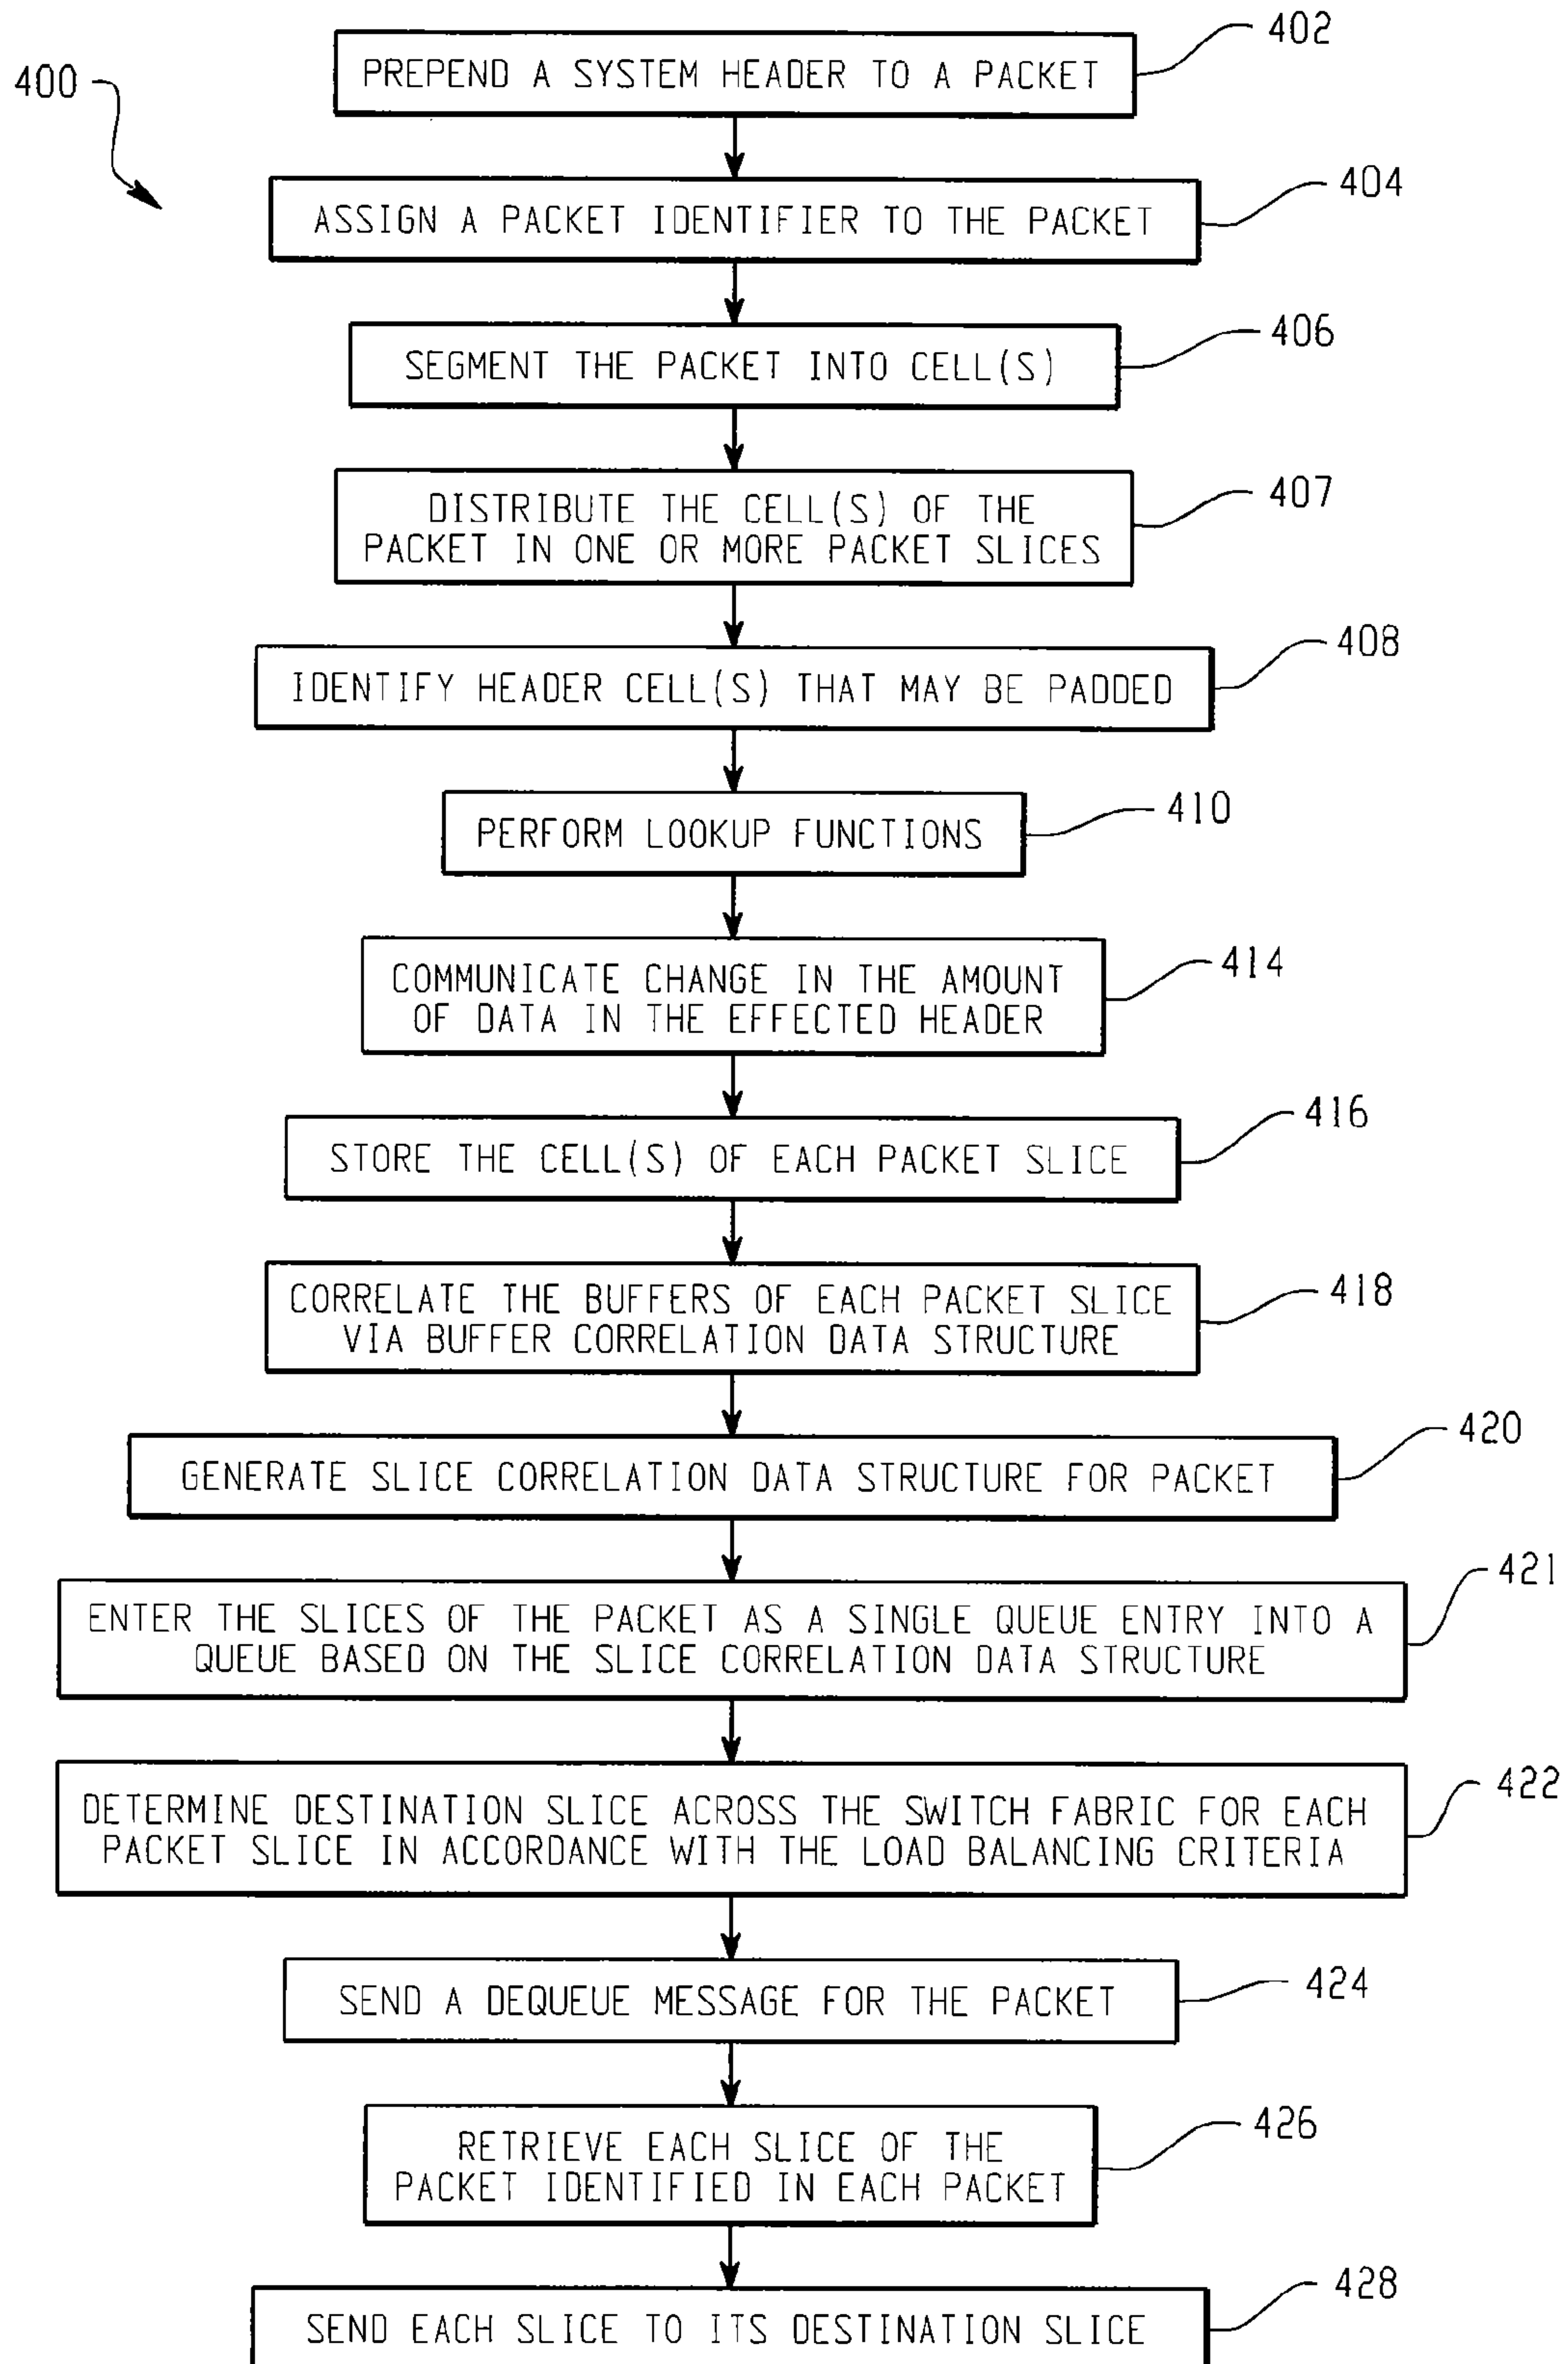 402
PREPEND A SYSTEM HEADER TO A PACKET
400
404
ASSIGN A PACKET IDENTIFIER TO THE PACKET
406
SEGMENT THE PACKET INTO CELL(S)
407
DISTRIBUTE THE CELL(S) OF THE
PACKET IN ONE OR MORE PACKET SLICES
408
IDENTIFY HEADER CELL(S) THAT MAY BE PADDED
410
PERFORM LOOKUP FUNCTIONS
414
COMMUNICATE CHANGE IN THE AMOUNT
OF DATA IN THE EFFECTED HEADER
416
STORE THE CELL(S) OF EACH PACKET SLICE
418
CORRELATE THE BUFFERS OF EACH PACKET SLICE
VIA BUFFER CORRELATION DATA STRUCTURE
420
GENERATE SLICE CORRELATION DATA STRUCTURE FOR PACKET
421
ENTER THE SLICES OF THE PACKET AS A SINGLE QUEUE ENTRY INTO A
QUEUE BASED ON THE SLICE CORRELATION DATA STRUCTURE
422
DETERMINE DESTINATION SLICE ACROSS THE SWITCH FABRIC FOR EACH
PACKET SLICE IN ACCORDANCE WITH THE LOAD BALANCING CRITERIA
424
SEND A DEQUEUE MESSAGE FOR THE PACKET
426
RETRIEVE EACH SLICE OF THE
PACKET IDENTIFIED IN EACH PACKET
428
SEND EACH SLICE TO ITS DESTINATION SLICE